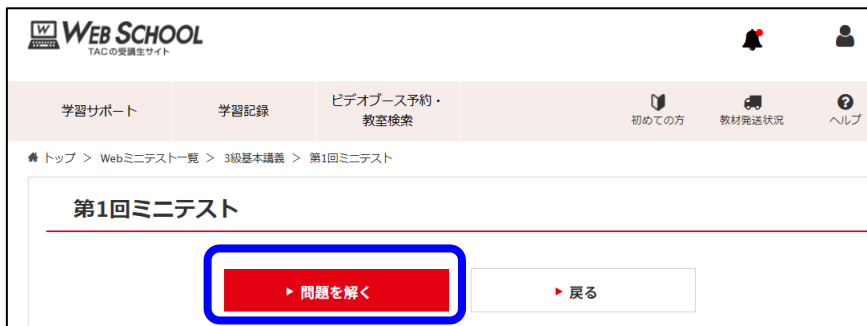 WEB SCHOOL
TACの受講生サイト
学習サポート
学習記録
ビデオブース予約・
教室検索
初めての方
教材発送状況
ヘルプ
トップ > Webミニテスト一覧 > 3級基本講義 > 第1回ミニテスト
第1回ミニテスト
問題を解く
戻る